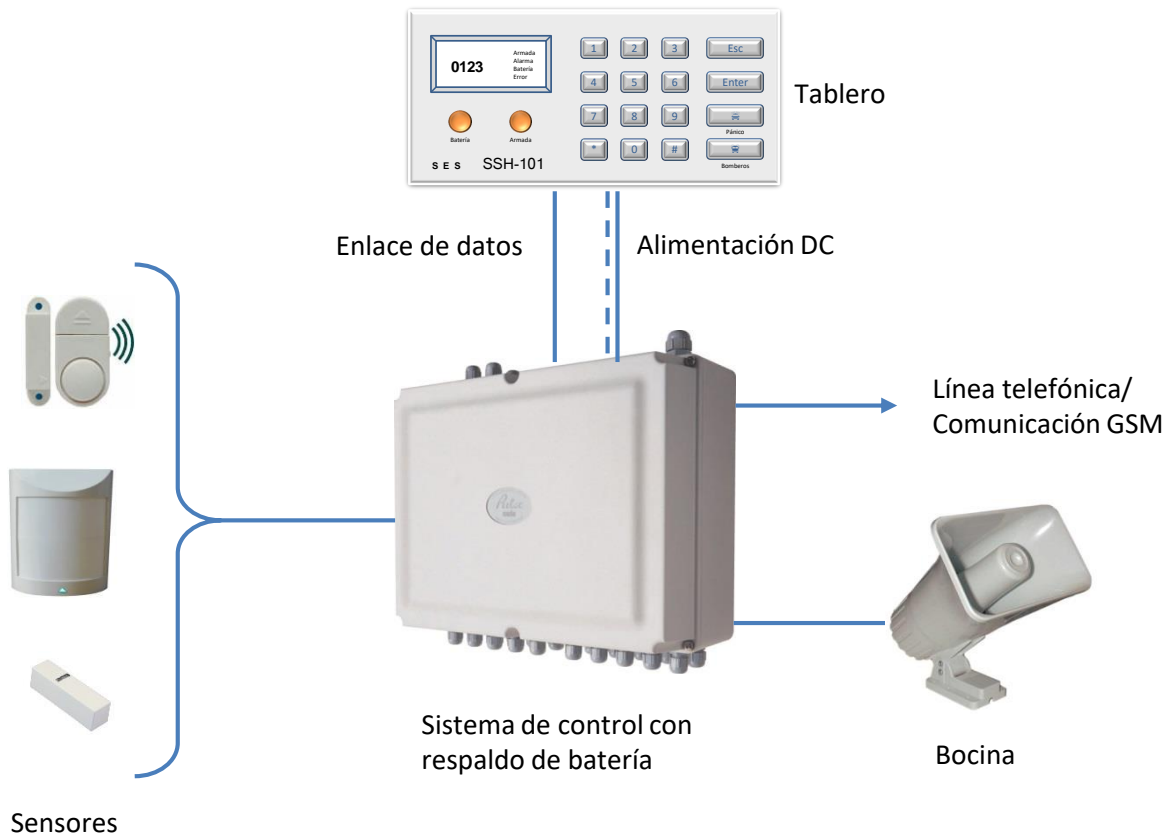 0123
Armada
Alarma
Batería
Error
Batería
Armada
S E S SSH-101
1 2 3 Esc
4 5 6 Enter
7 8 9
Pánico
* 0 #
Bomberos
Tablero
Enlace de datos
Alimentación DC
Línea telefónica/
Comunicación GSM
Sistema de control con
respaldo de batería
Bocina
Sensores